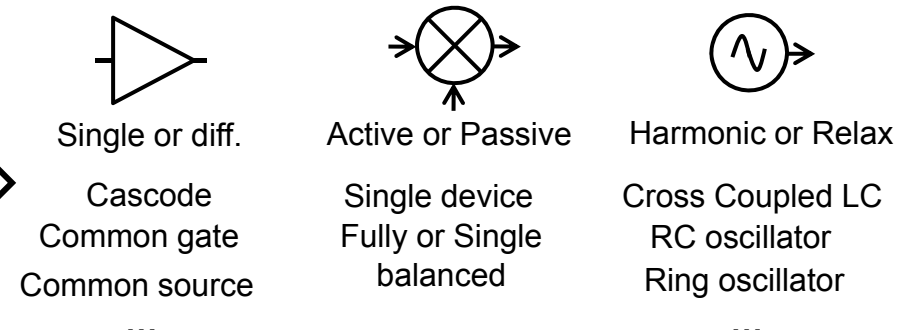 Single or diff.
Cascode
Common gate
Common source
...
Active or Passive
Single device
Fully or Single
balanced
Harmonic or Relax
Cross Coupled LC
RC oscillator
Ring oscillator
...